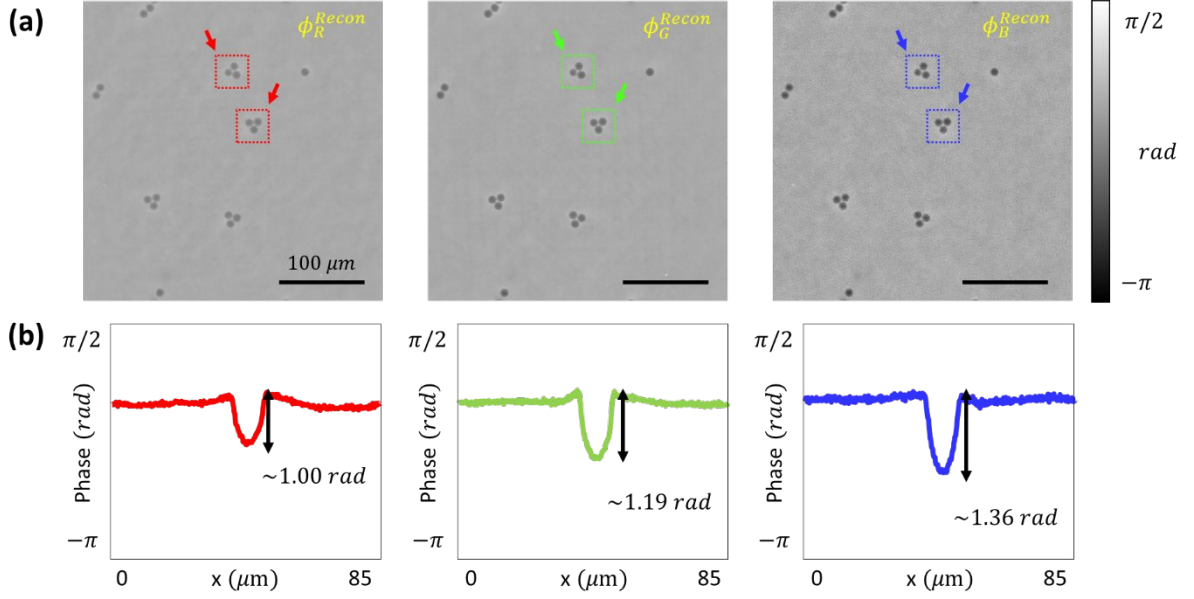 (a)
ϕ_R^Recon
ϕ_G^Recon
ϕ_B^Recon
π/2
rad
−π
100 μm
(b)
π/2
Phase (rad)
−π
~1.00 rad
0 x (μm) 85
π/2
Phase (rad)
−π
~1.19 rad
0 x (μm) 85
π/2
Phase (rad)
−π
~1.36 rad
0 x (μm) 85